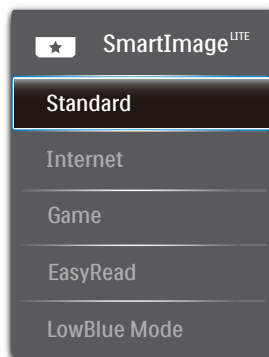 SmartImage LITE
Standard
Internet
Game
EasyRead
LowBlue Mode